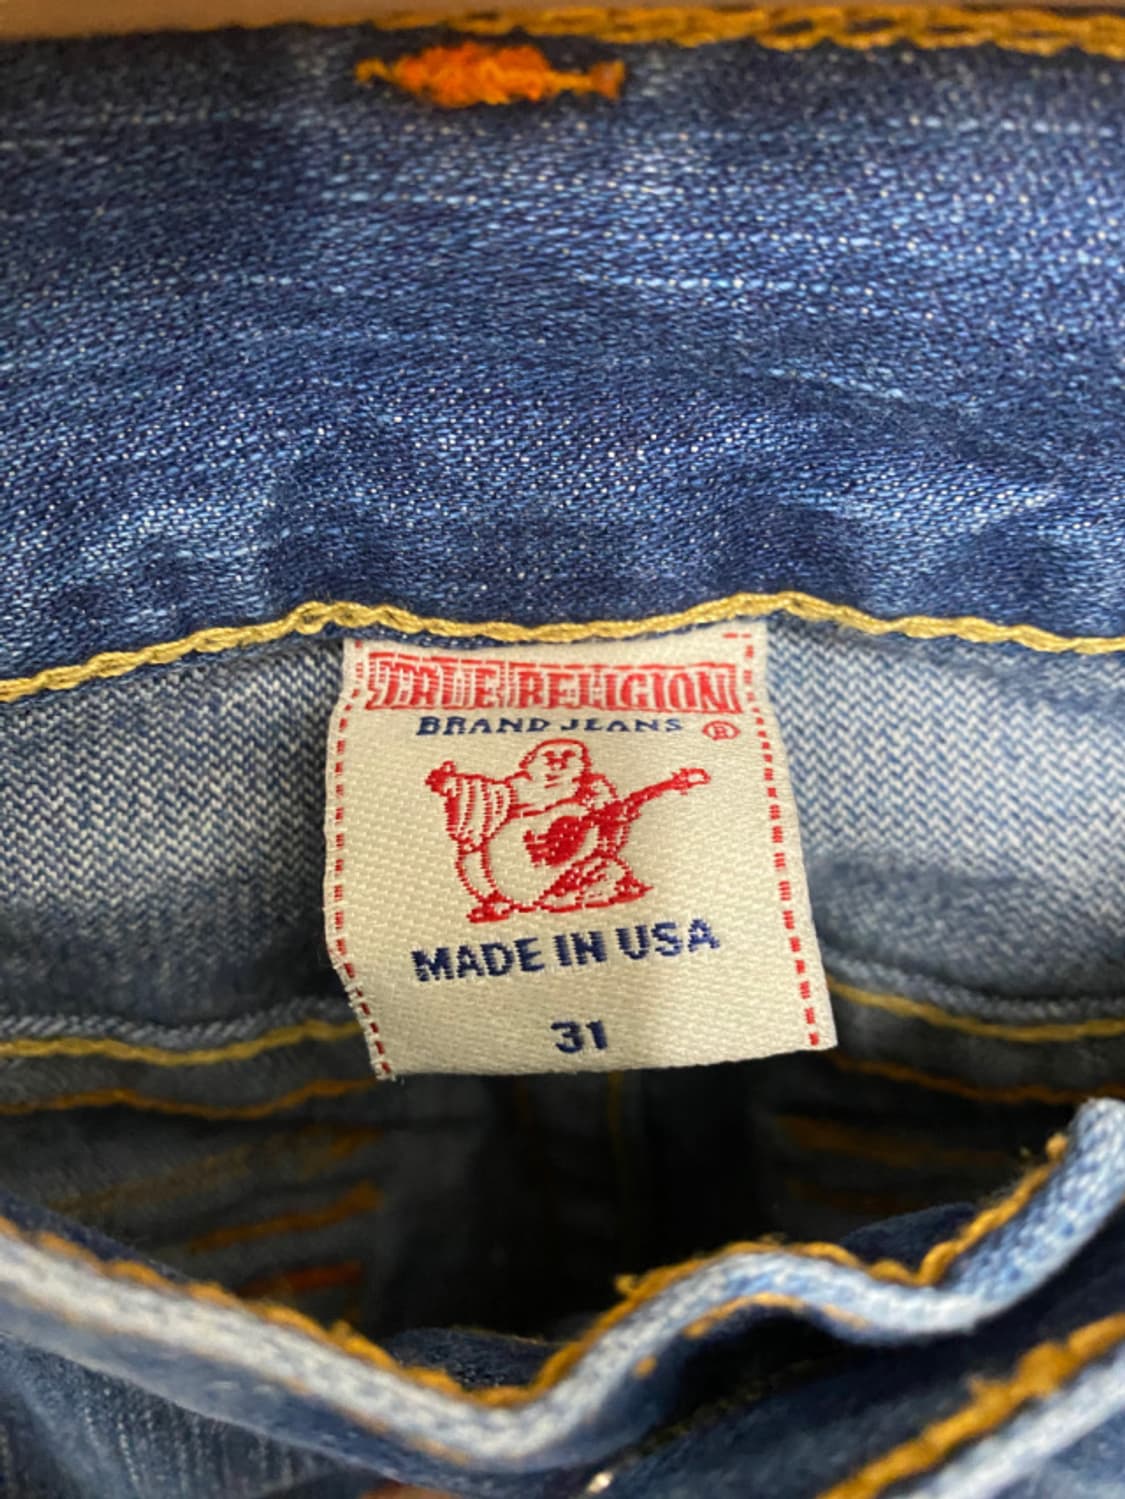 TRUE RELIGION
BRAND JEANS ®
MADE IN USA
31